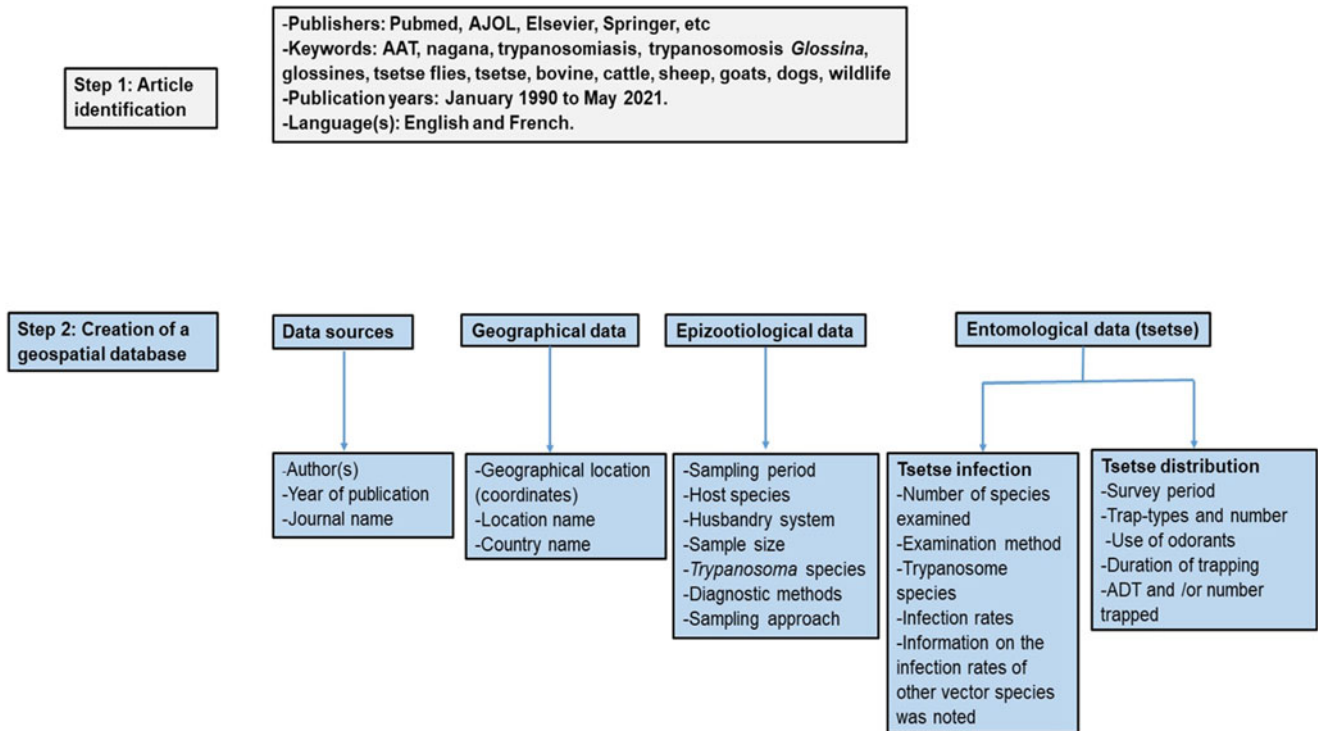 -Publishers: Pubmed, AJOL, Elsevier, Springer, etc
-Keywords: AAT, nagana, trypanosomiasis, trypanosomosis Glossina,
glossines, tsetse flies, tsetse, bovine, cattle, sheep, goats, dogs, wildlife
-Publication years: January 1990 to May 2021.
-Language(s): English and French.
Step 1: Article
identification
Step 2: Creation of a
geospatial database
Data sources
Geographical data
Epizootiological data
Entomological data (tsetse)
-Author(s)
-Year of publication
-Journal name
-Geographical location
(coordinates)
-Location name
-Country name
-Sampling period
-Host species
-Husbandry system
-Sample size
-Trypanosoma species
-Diagnostic methods
-Sampling approach
Tsetse infection
-Number of species
examined
-Examination method
-Trypanosome
species
-Infection rates
-Information on the
infection rates of
other vector species
was noted
Tsetse distribution
-Survey period
-Trap-types and number
-Use of odorants
-Duration of trapping
-ADT and /or number
trapped